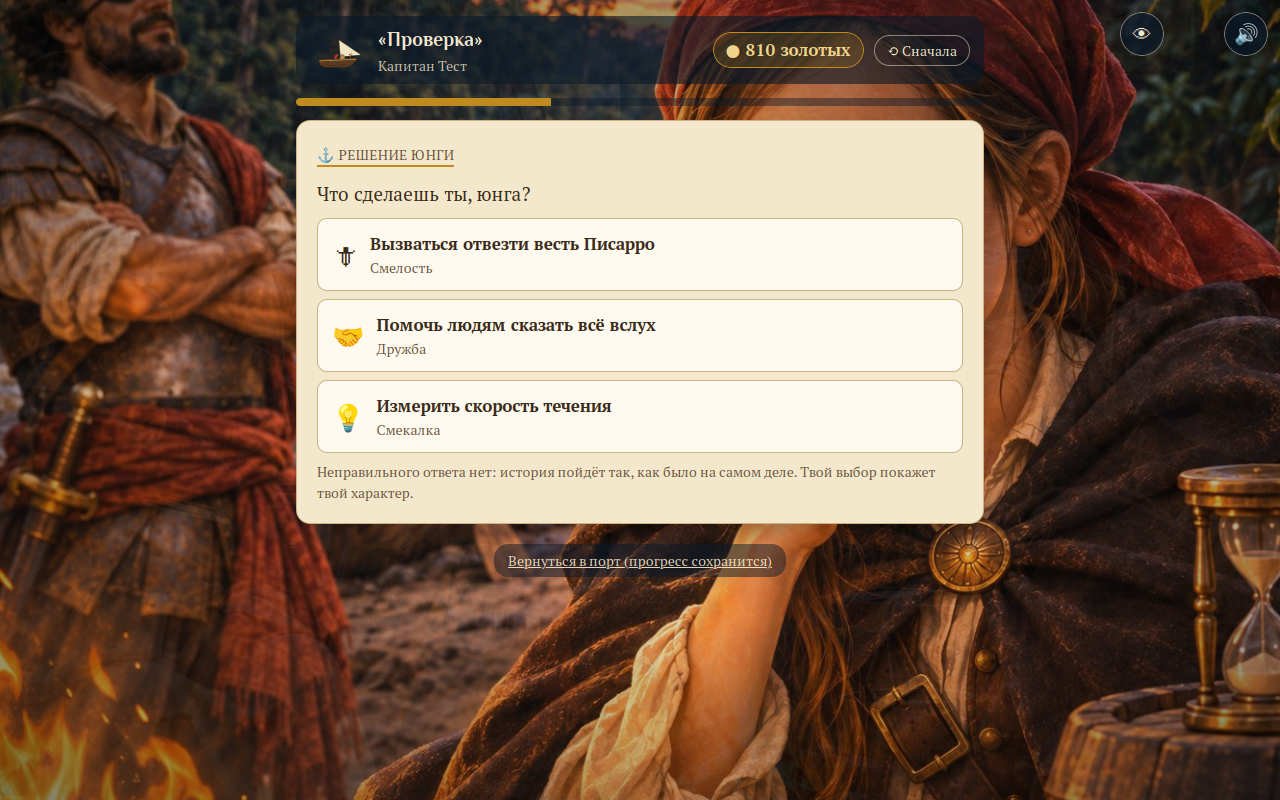 «Проверка»
Капитан Тест
810 золотых
⟲ Сначала
⚓ РЕШЕНИЕ ЮНГИ
Что сделаешь ты, юнга?
Вызваться отвезти весть Писарро
Смелость
Помочь людям сказать всё вслух
Дружба
Измерить скорость течения
Смекалка
Неправильного ответа нет: история пойдёт так, как было на самом деле. Твой выбор покажет
твой характер.
Вернуться в порт (прогресс сохранится)